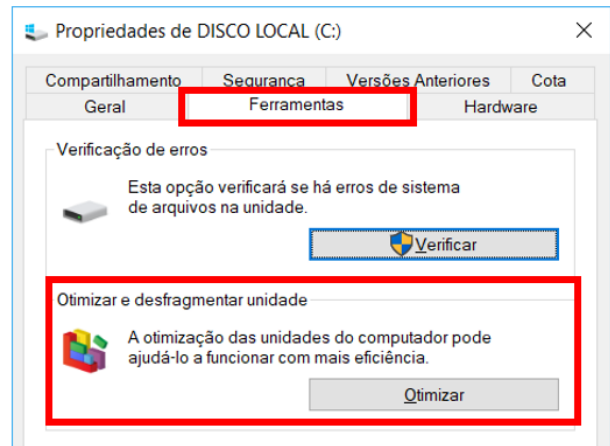 Propriedades de DISCO LOCAL (C:)
Compartilhamento Segurança Versões Anteriores Cota
Geral Ferramentas Hardware
Verificação de erros
Esta opção verificará se há erros de sistema
de arquivos na unidade.
Verificar
Otimizar e desfragmentar unidade
A otimização das unidades do computador pode
ajudá-lo a funcionar com mais eficiência.
Otimizar